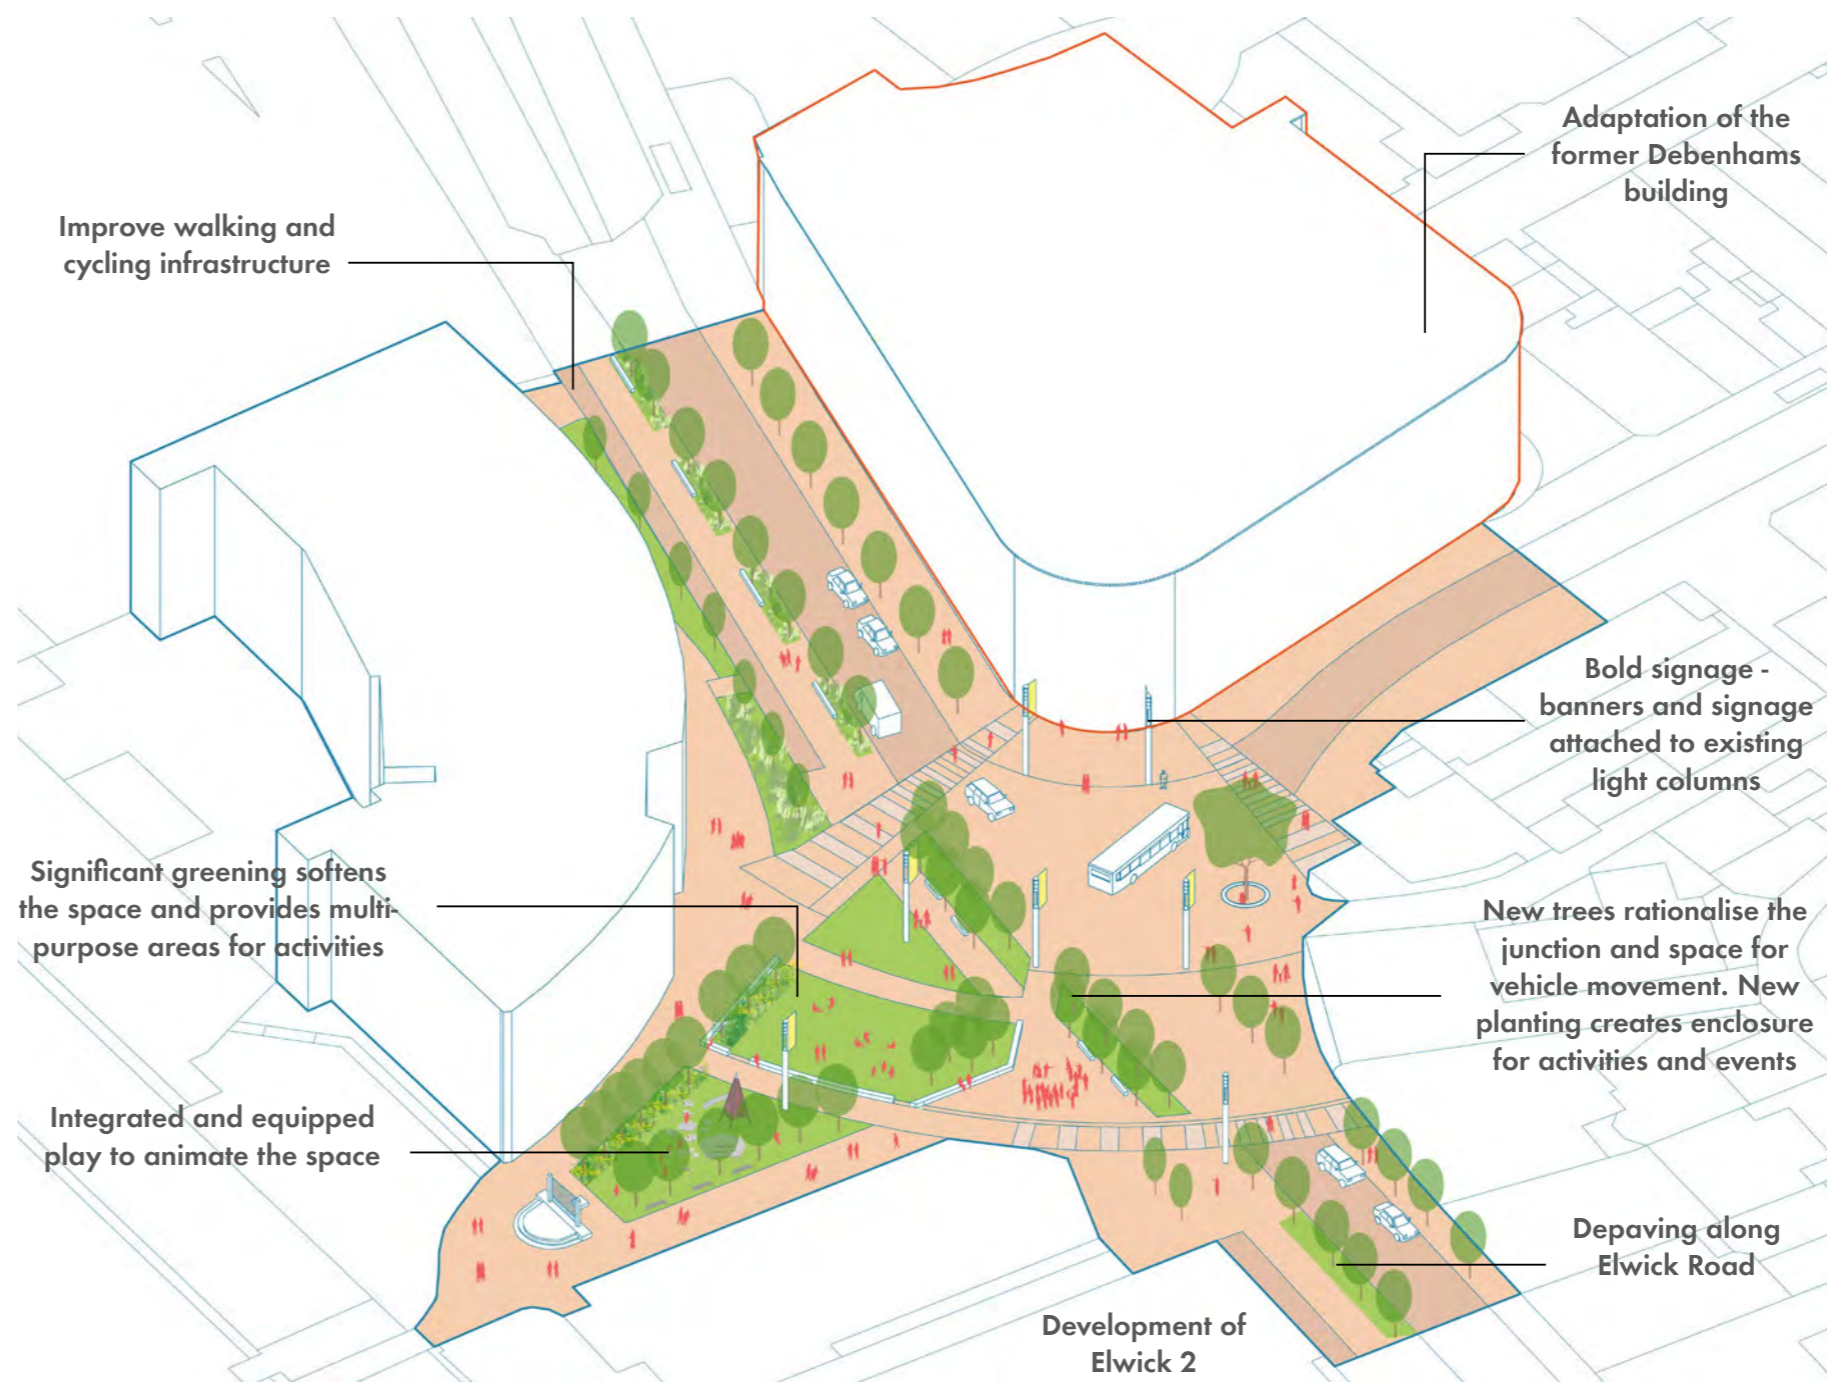 Adaptation of the
former Debenhams
building
Improve walking and
cycling infrastructure
Bold signage -
banners and signage
attached to existing
light columns
Significant greening softens
the space and provides multi-
purpose areas for activities
New trees rationalise the
junction and space for
vehicle movement. New
planting creates enclosure
for activities and events
Integrated and equipped
play to animate the space
Depaving along
Elwick Road
Development of
Elwick 2